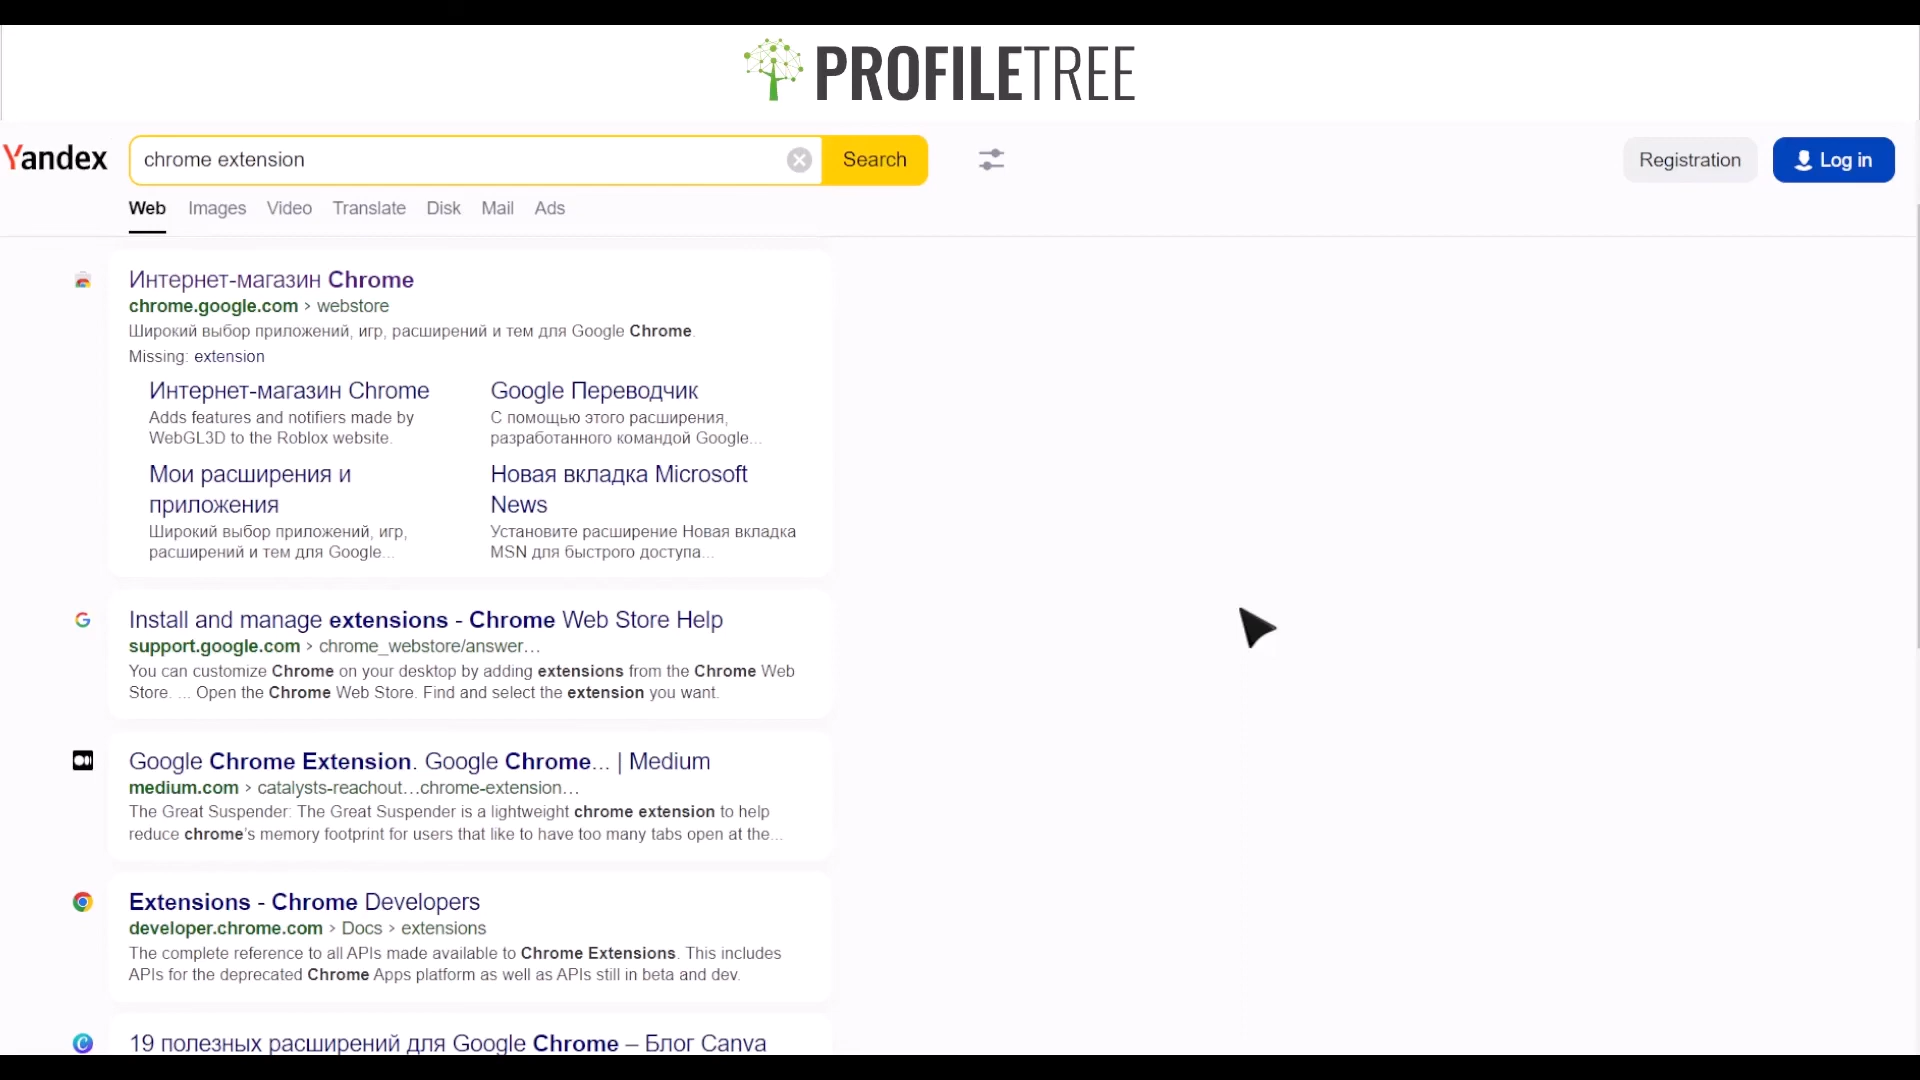 PROFILETREE
Yandex
chrome extension
Search
Registration
Log in
Web Images Video Translate Disk Mail Ads
Интернет-магазин Chrome
chrome.google.com › webstore
Широкий выбор приложений, игр, расширений и тем для Google Chrome.
Missing: extension
Интернет-магазин Chrome
Adds features and notifiers made by
WebGL3D to the Roblox website.
Google Переводчик
С помощью этого расширения,
разработанного командой Google...
Мои расширения и
приложения
Широкий выбор приложений, игр,
расширений и тем для Google...
Новая вкладка Microsoft
News
Установите расширение Новая вкладка
MSN для быстрого доступа...
Install and manage extensions - Chrome Web Store Help
support.google.com › chrome_webstore/answer...
You can customize Chrome on your desktop by adding extensions from the Chrome Web
Store. ... Open the Chrome Web Store. Find and select the extension you want.
Google Chrome Extension. Google Chrome... | Medium
medium.com › catalysts-reachout...chrome-extension...
The Great Suspender: The Great Suspender is a lightweight chrome extension to help
reduce chrome's memory footprint for users that like to have too many tabs open at the...
Extensions - Chrome Developers
developer.chrome.com › Docs › extensions
The complete reference to all APIs made available to Chrome Extensions. This includes
APIs for the deprecated Chrome Apps platform as well as APIs still in beta and dev.
19 полезных расширений для Google Chrome – Блог Canva